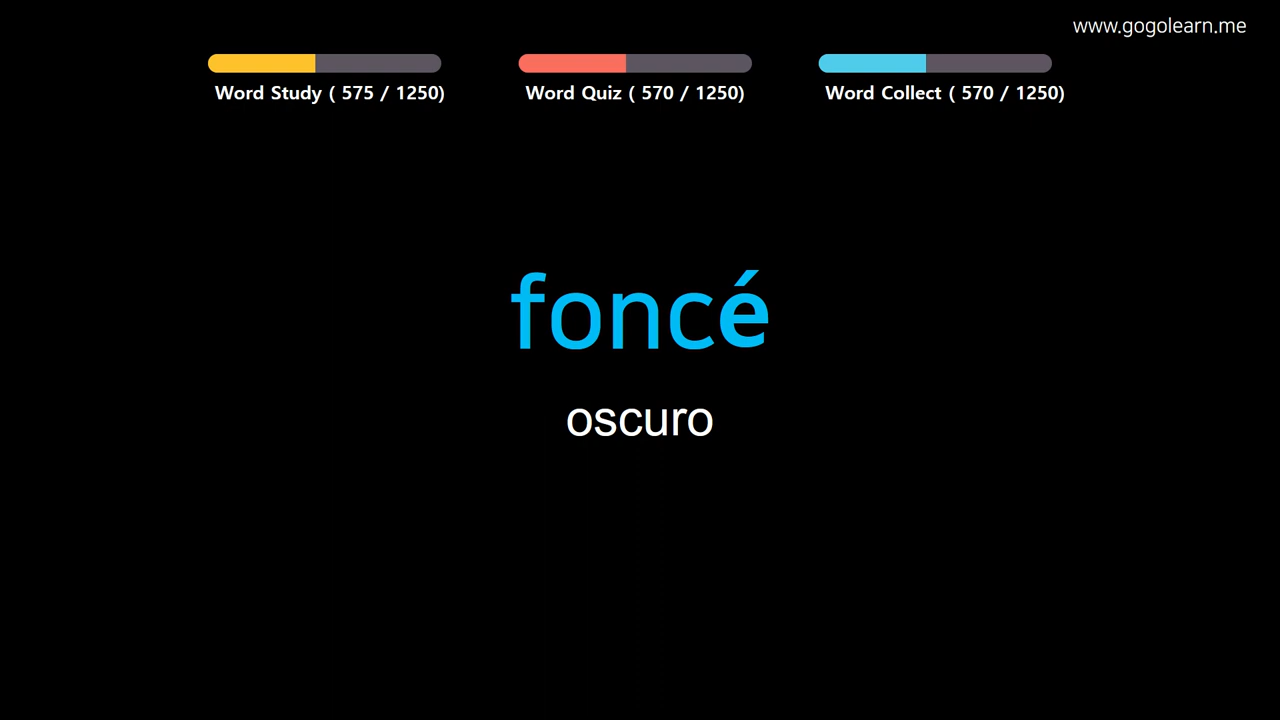 www.gogolearn.me
Word Study ( 575 / 1250)
Word Quiz ( 570 / 1250)
Word Collect ( 570 / 1250)
foncé
oscuro